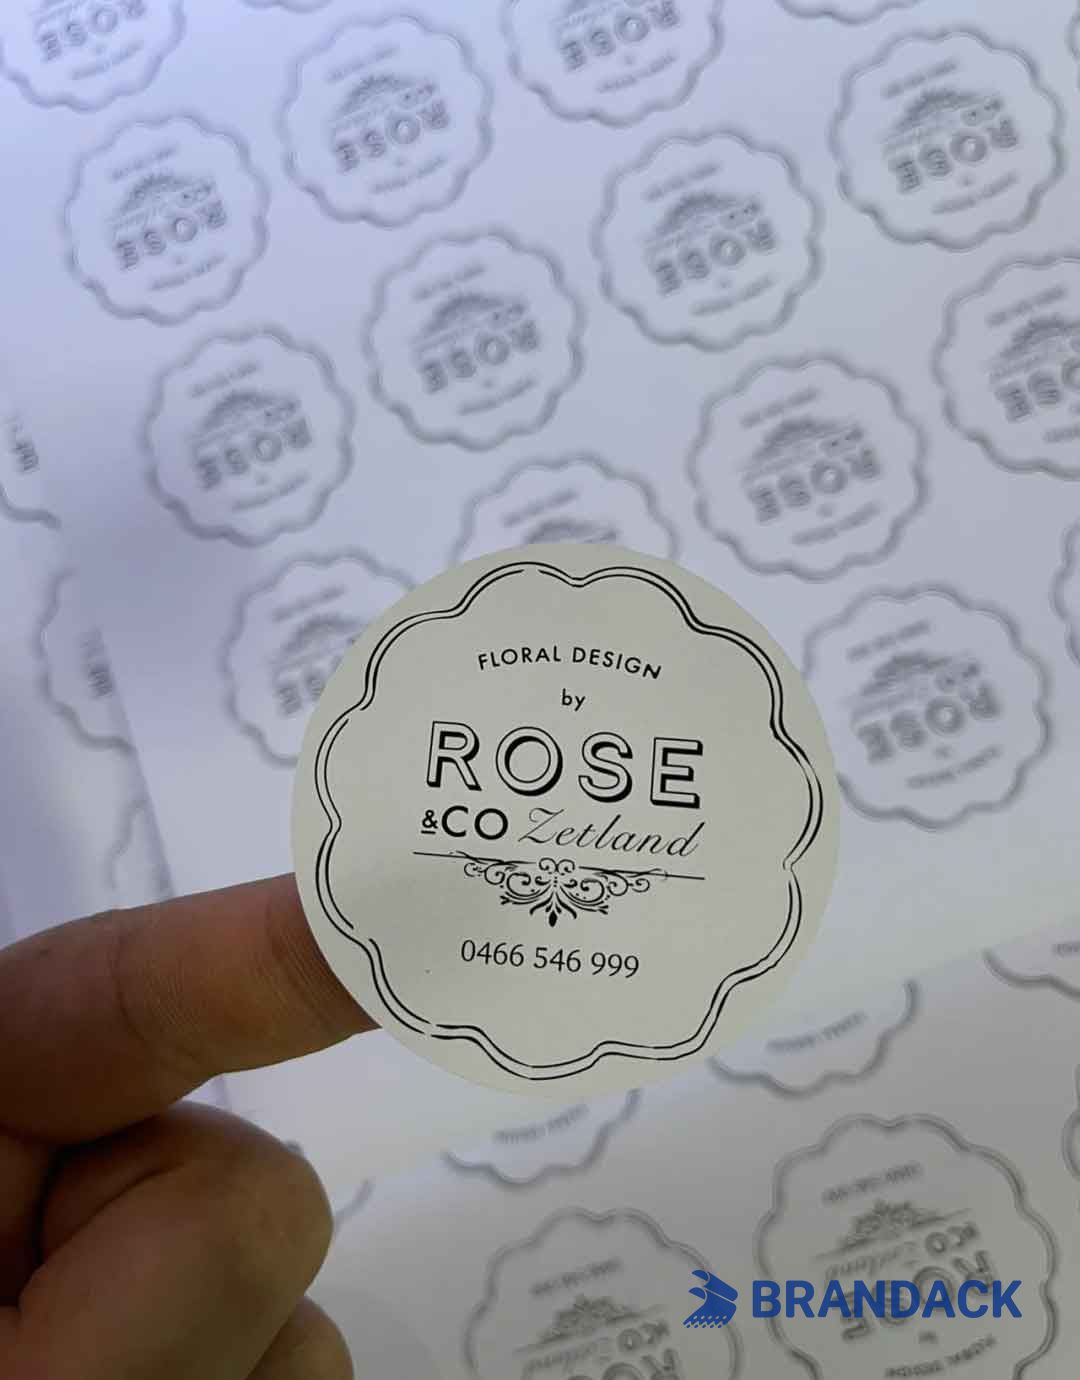 FLORAL DESIGN
by
ROSE
&CO Zetland
0466 546 999
BRANDACK